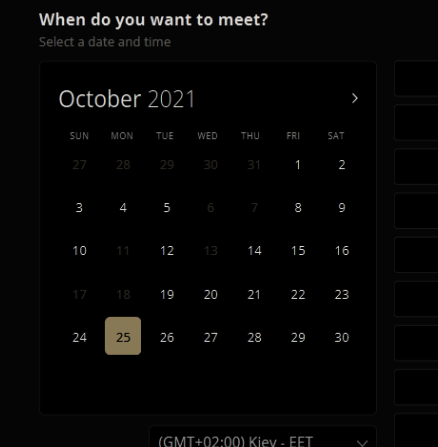 When do you want to meet?
Select a date and time
October 2021
SUN MON TUE WED THU FRI SAT
27 28 29 30 31 1 2
3 4 5 6 7 8 9
10 11 12 13 14 15 16
17 18 19 20 21 22 23
24 25 26 27 28 29 30
(GMT+02:00) Kiev - EET